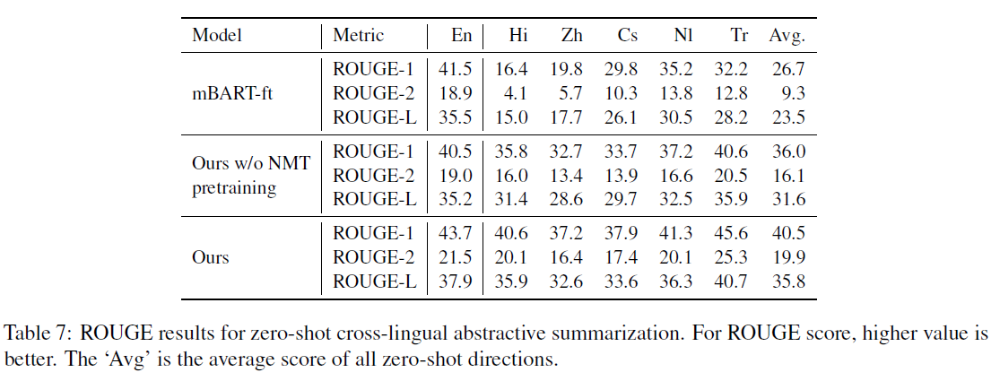 Model Metric En Hi Zh Cs Nl Tr Avg.
ROUGE-1 41.5 16.4 19.8 29.8 35.2 32.2 26.7
mBART-ft ROUGE-2 18.9 4.1 5.7 10.3 13.8 12.8 9.3
ROUGE-L 35.5 15.0 17.7 26.1 30.5 28.2 23.5
ROUGE-1 40.5 35.8 32.7 33.7 37.2 40.6 36.0
Ours w/o NMT
pretraining
ROUGE-2 19.0 16.0 13.4 13.9 16.6 20.5 16.1
ROUGE-L 35.2 31.4 28.6 29.7 32.5 35.9 31.6
ROUGE-1 43.7 40.6 37.2 37.9 41.3 45.6 40.5
Ours ROUGE-2 21.5 20.1 16.4 17.4 20.1 25.3 19.9
ROUGE-L 37.9 35.9 32.6 33.6 36.3 40.7 35.8
Table 7: ROUGE results for zero-shot cross-lingual abstractive summarization. For ROUGE score, higher value is
better. The ‘Avg’ is the average score of all zero-shot directions.